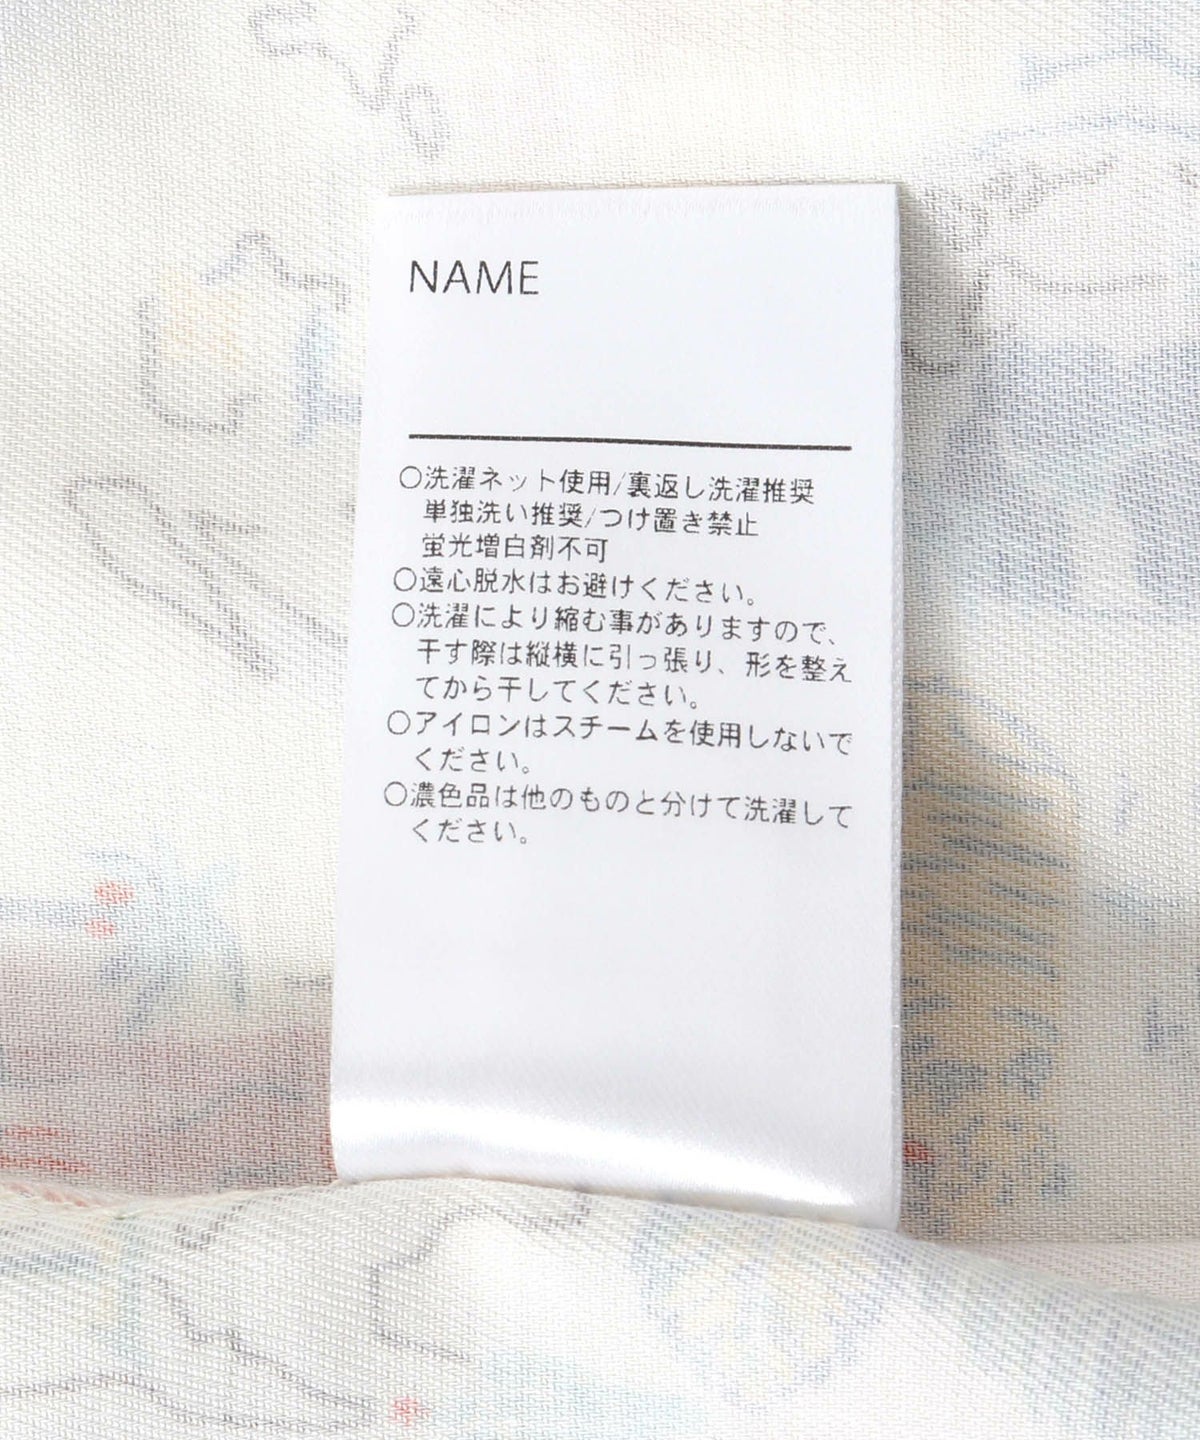 NAME
○洗濯ネット使用/裏返し洗濯推奨
単独洗い推奨/つけ置き禁止
蛍光増白剤不可
○遠心脱水はお避けください。
○洗濯により縮む事がありますので、
干す際は縦横に引っ張り、形を整え
てから干してください。
○アイロンはスチームを使用しないで
ください。
○濃色品は他のものと分けて洗濯して
ください。